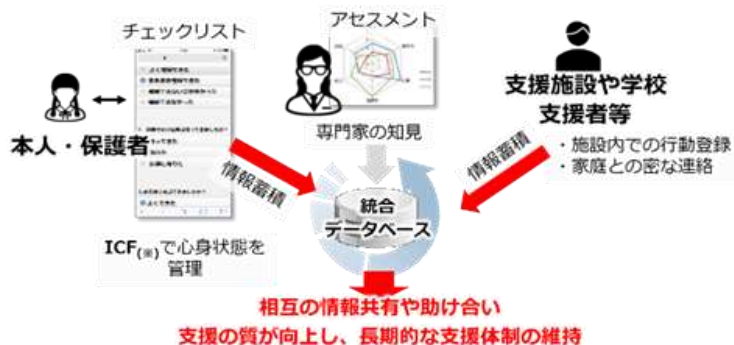 チェックリスト
アセスメント
本人・保護者
専門家の知見
支援施設や学校
支援者等
・施設内での行動登録
・家庭との密な連絡
情報蓄積
情報蓄積
統合
データベース
ICF(※)で心身状態を
管理
相互の情報共有や助け合い
支援の質が向上し、長期的な支援体制の維持